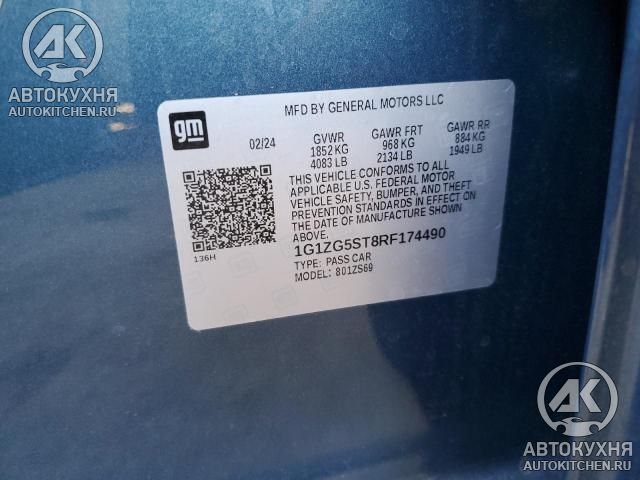 AK
АВТОКУХНЯ
AUTOKITCHEN.RU
gm
MFD BY GENERAL MOTORS LLC
02/24
GVWR GAWR FRT GAWR RR
1852 KG 968 KG 884 KG
4083 LB 2134 LB 1949 LB
THIS VEHICLE CONFORMS TO ALL
APPLICABLE U.S. FEDERAL MOTOR
VEHICLE SAFETY, BUMPER, AND THEFT
PREVENTION STANDARDS IN EFFECT ON
THE DATE OF MANUFACTURE SHOWN
ABOVE.
136H
1G1ZG5ST8RF174490
TYPE: PASS CAR
MODEL: 801ZS69
AK
АВТОКУХНЯ
AUTOKITCHEN.RU